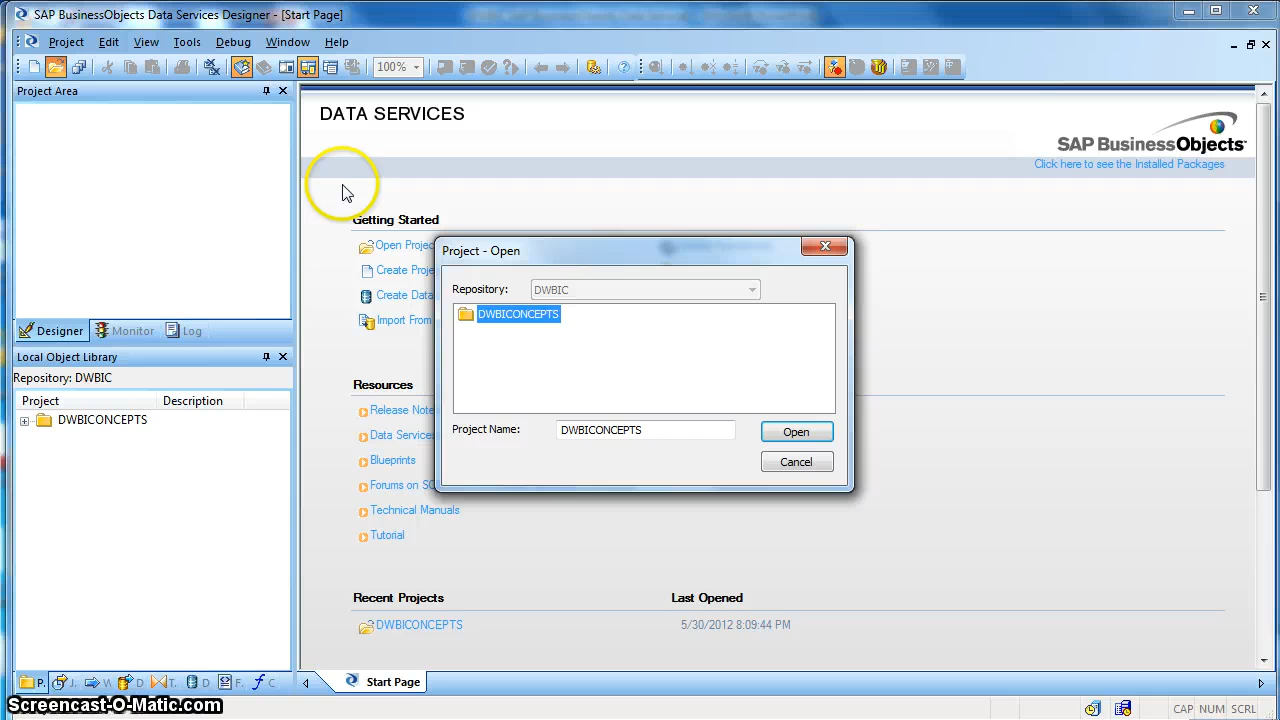 SAP BusinessObjects Data Services Designer - [Start Page]
Project Edit View Tools Debug Window Help
100%
Project Area
DATA SERVICES
SAP BusinessObjects
Click here to see the Installed Packages
Getting Started
Open Projec
Create Proje
Create Data
Import From
Project - Open
Repository: DWBIC
DWBICONCEPTS
Project Name: DWBICONCEPTS
Open
Cancel
Designer Monitor Log
Local Object Library
Repository: DWBIC
Project Description
DWBICONCEPTS
Resources
Release Note
Data Services
Blueprints
Forums on SC
Technical Manuals
Tutorial
Recent Projects Last Opened
DWBICONCEPTS 5/30/2012 8:09:44 PM
P. J. W D T. D F. C
Start Page
CAP NUM SCRL
Screencast-O-Matic.com